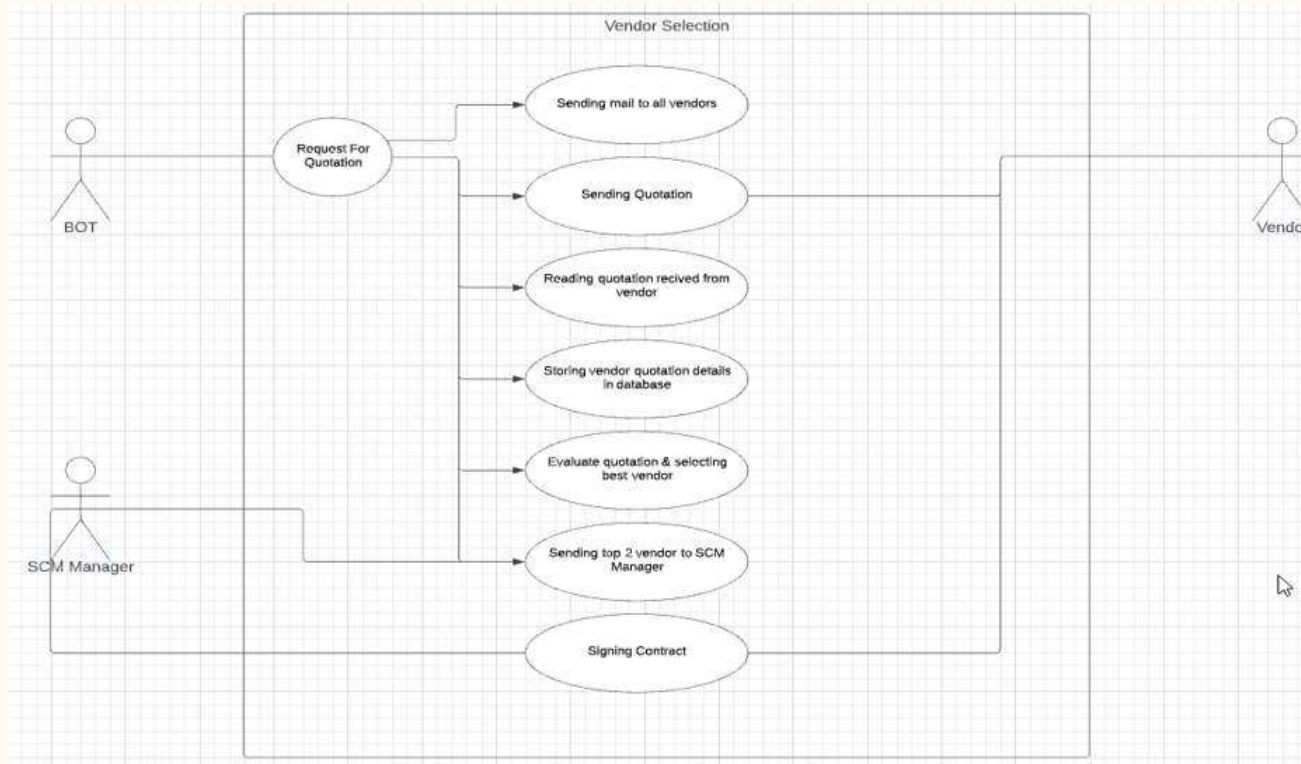 Vendor Selection
Sending mail to all vendors
Request For
Quotation
Sending Quotation
BOT
Vendo
Reading quotation recived from
vendor
Storing vendor quotation details
in database
Evaluate quotation & selecting
best vendor
Sending top 2 vendor to SCM
Manager
SCM Manager
Signing Contract